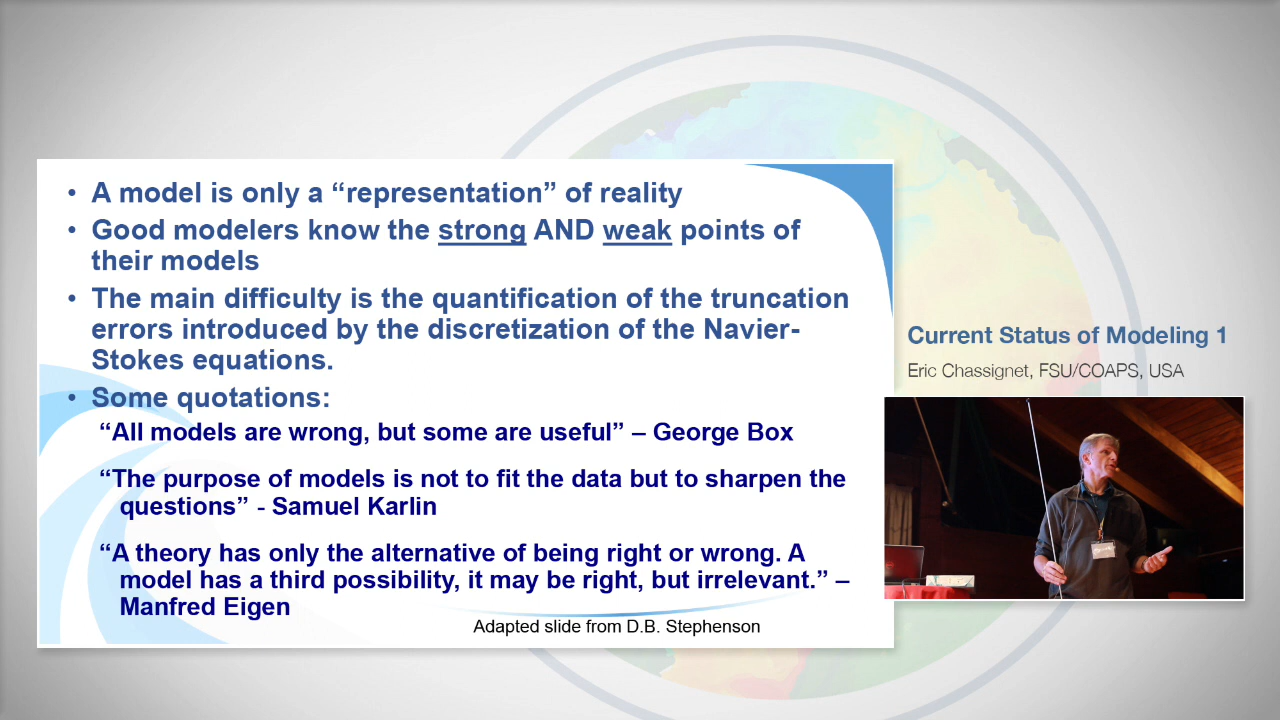 • A model is only a “representation” of reality
• Good modelers know the strong AND weak points of
their models
• The main difficulty is the quantification of the truncation
errors introduced by the discretization of the Navier-
Stokes equations.
• Some quotations:
“All models are wrong, but some are useful” – George Box
“The purpose of models is not to fit the data but to sharpen the
questions” - Samuel Karlin
“A theory has only the alternative of being right or wrong. A
model has a third possibility, it may be right, but irrelevant.” –
Manfred Eigen
Adapted slide from D.B. Stephenson
Current Status of Modeling 1
Eric Chassignet, FSU/COAPS, USA